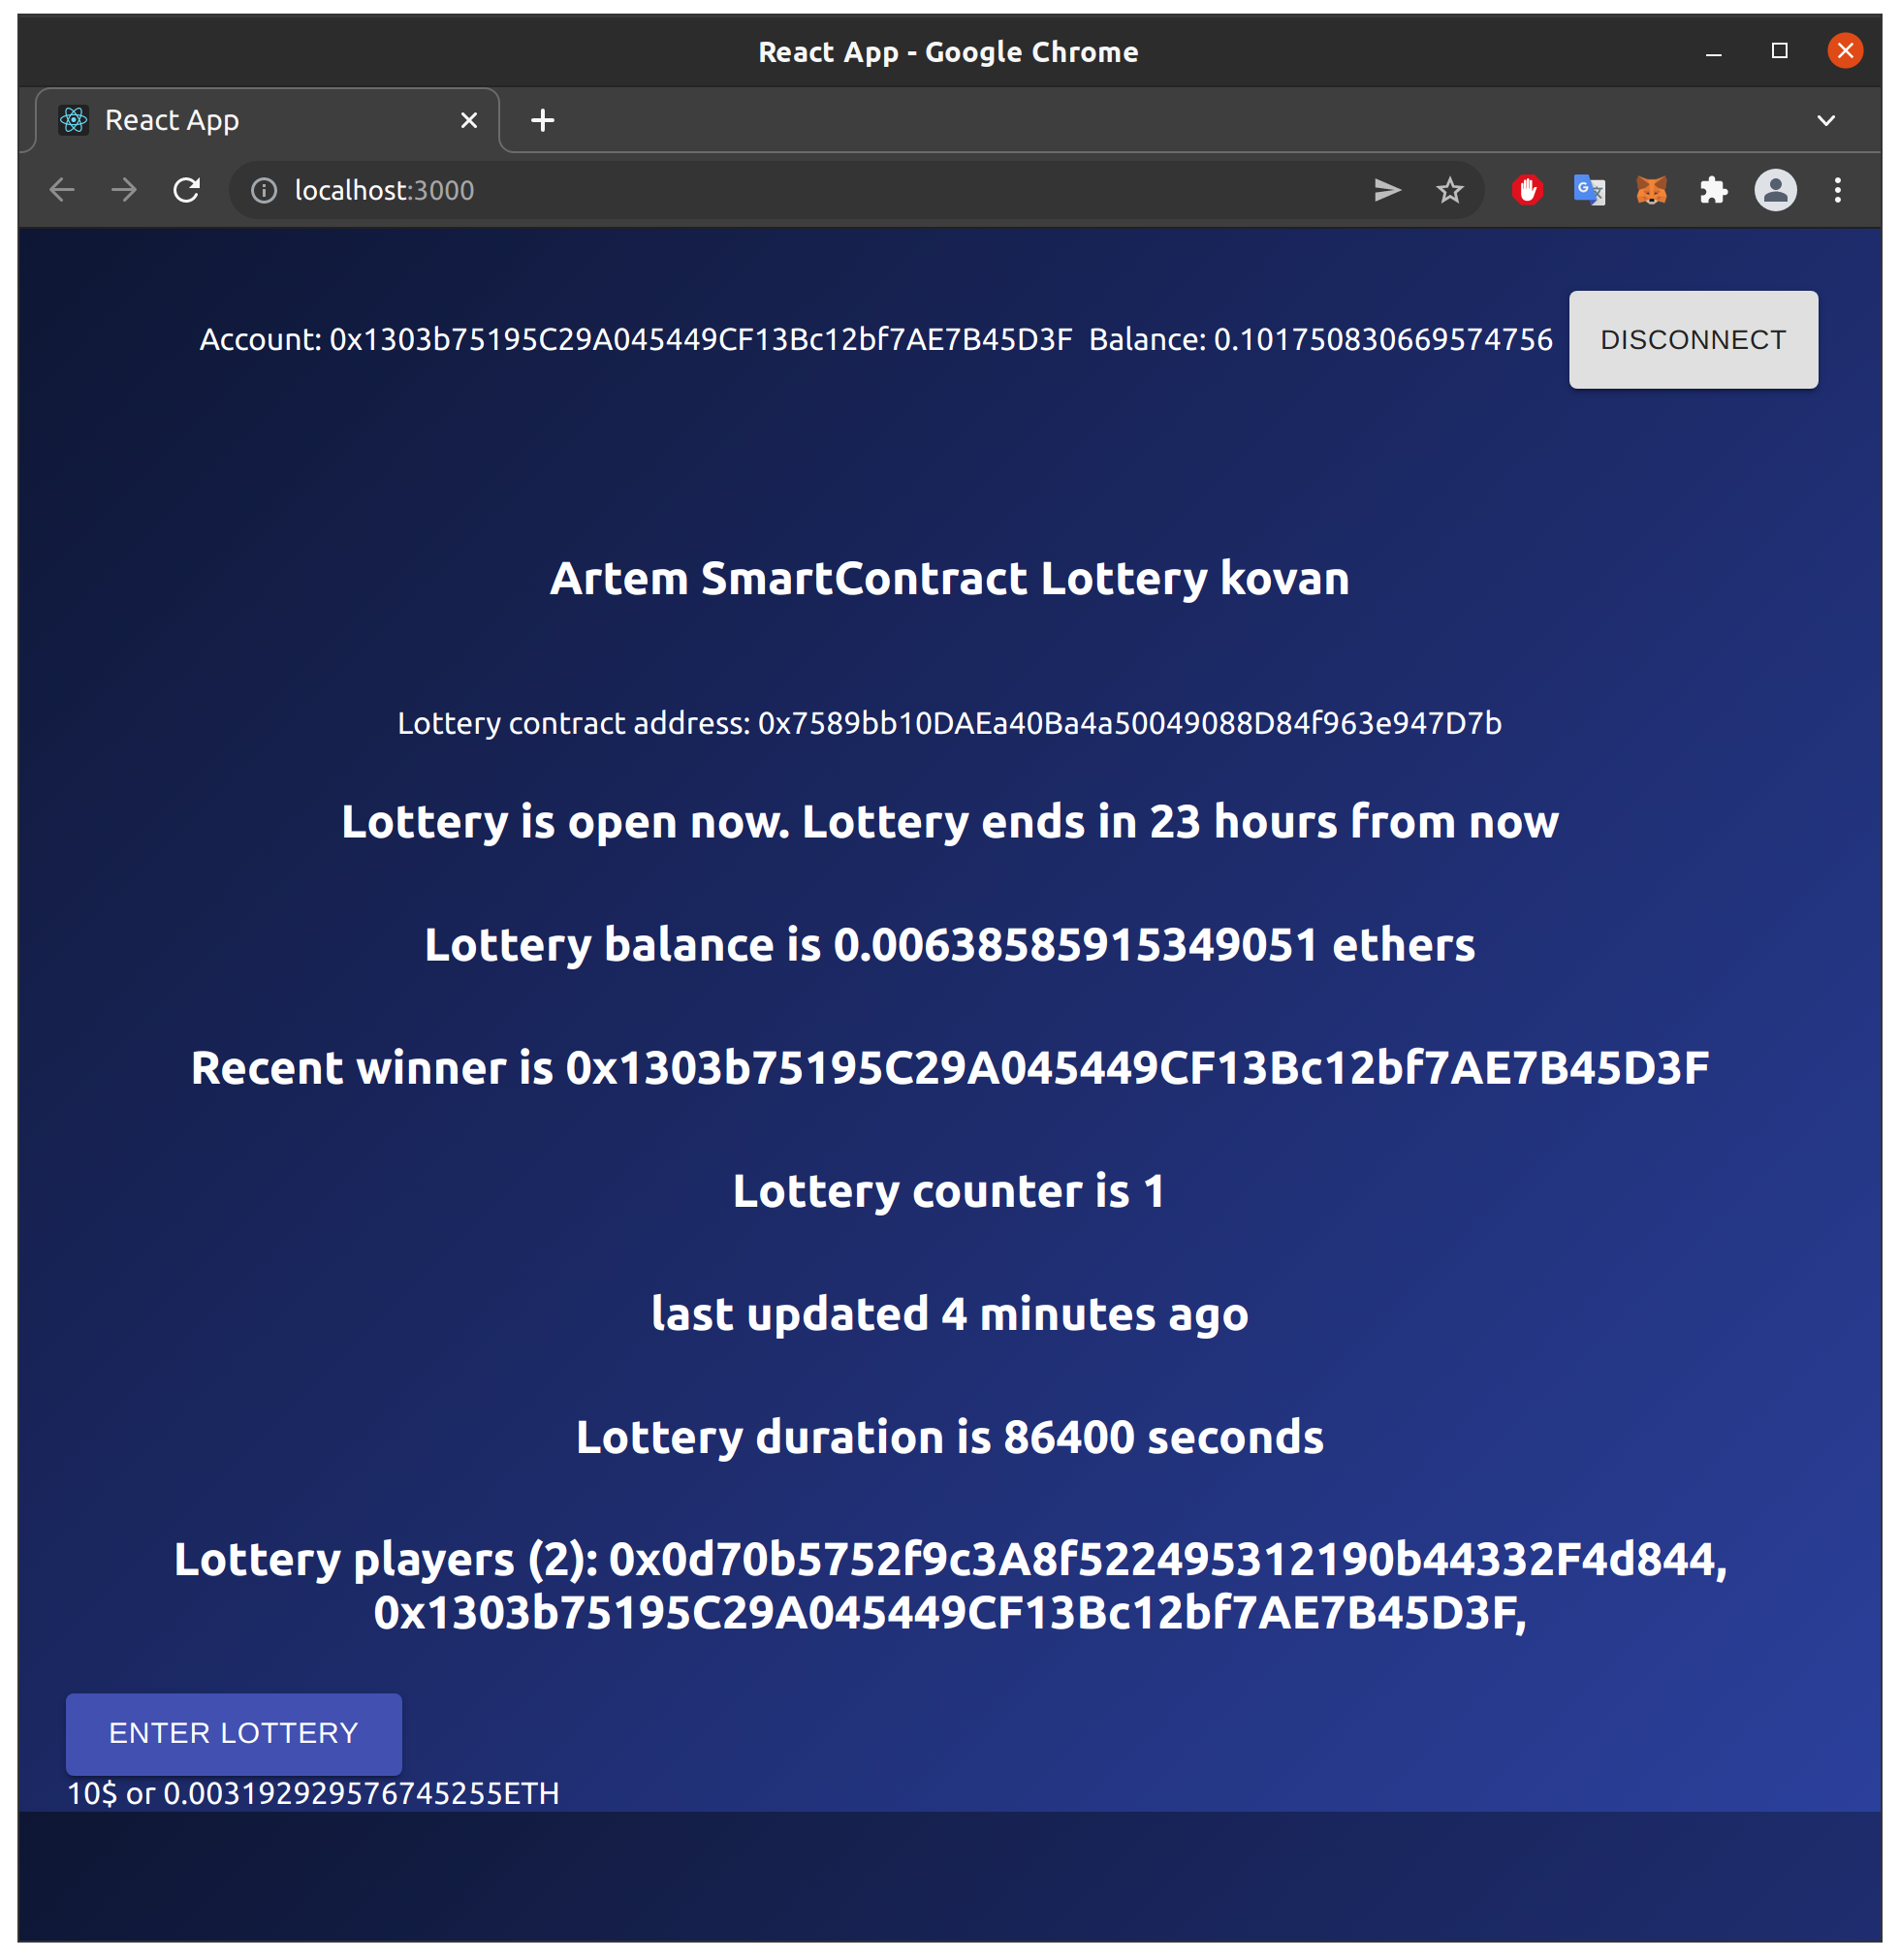 React App - Google Chrome
React App
localhost:3000
Account: 0x1303b75195C29A045449CF13Bc12bf7AE7B45D3F Balance: 0.101750830669574756 DISCONNECT
Artem SmartContract Lottery kovan
Lottery contract address: 0x7589bb10DAEa40Ba4a50049088D84f963e947D7b
Lottery is open now. Lottery ends in 23 hours from now
Lottery balance is 0.00638585915349051 ethers
Recent winner is 0x1303b75195C29A045449CF13Bc12bf7AE7B45D3F
Lottery counter is 1
last updated 4 minutes ago
Lottery duration is 86400 seconds
Lottery players (2): 0x0d70b5752f9c3A8f522495312190b44332F4d844,
0x1303b75195C29A045449CF13Bc12bf7AE7B45D3F,
ENTER LOTTERY
10$ or 0.003192929576745255ETH